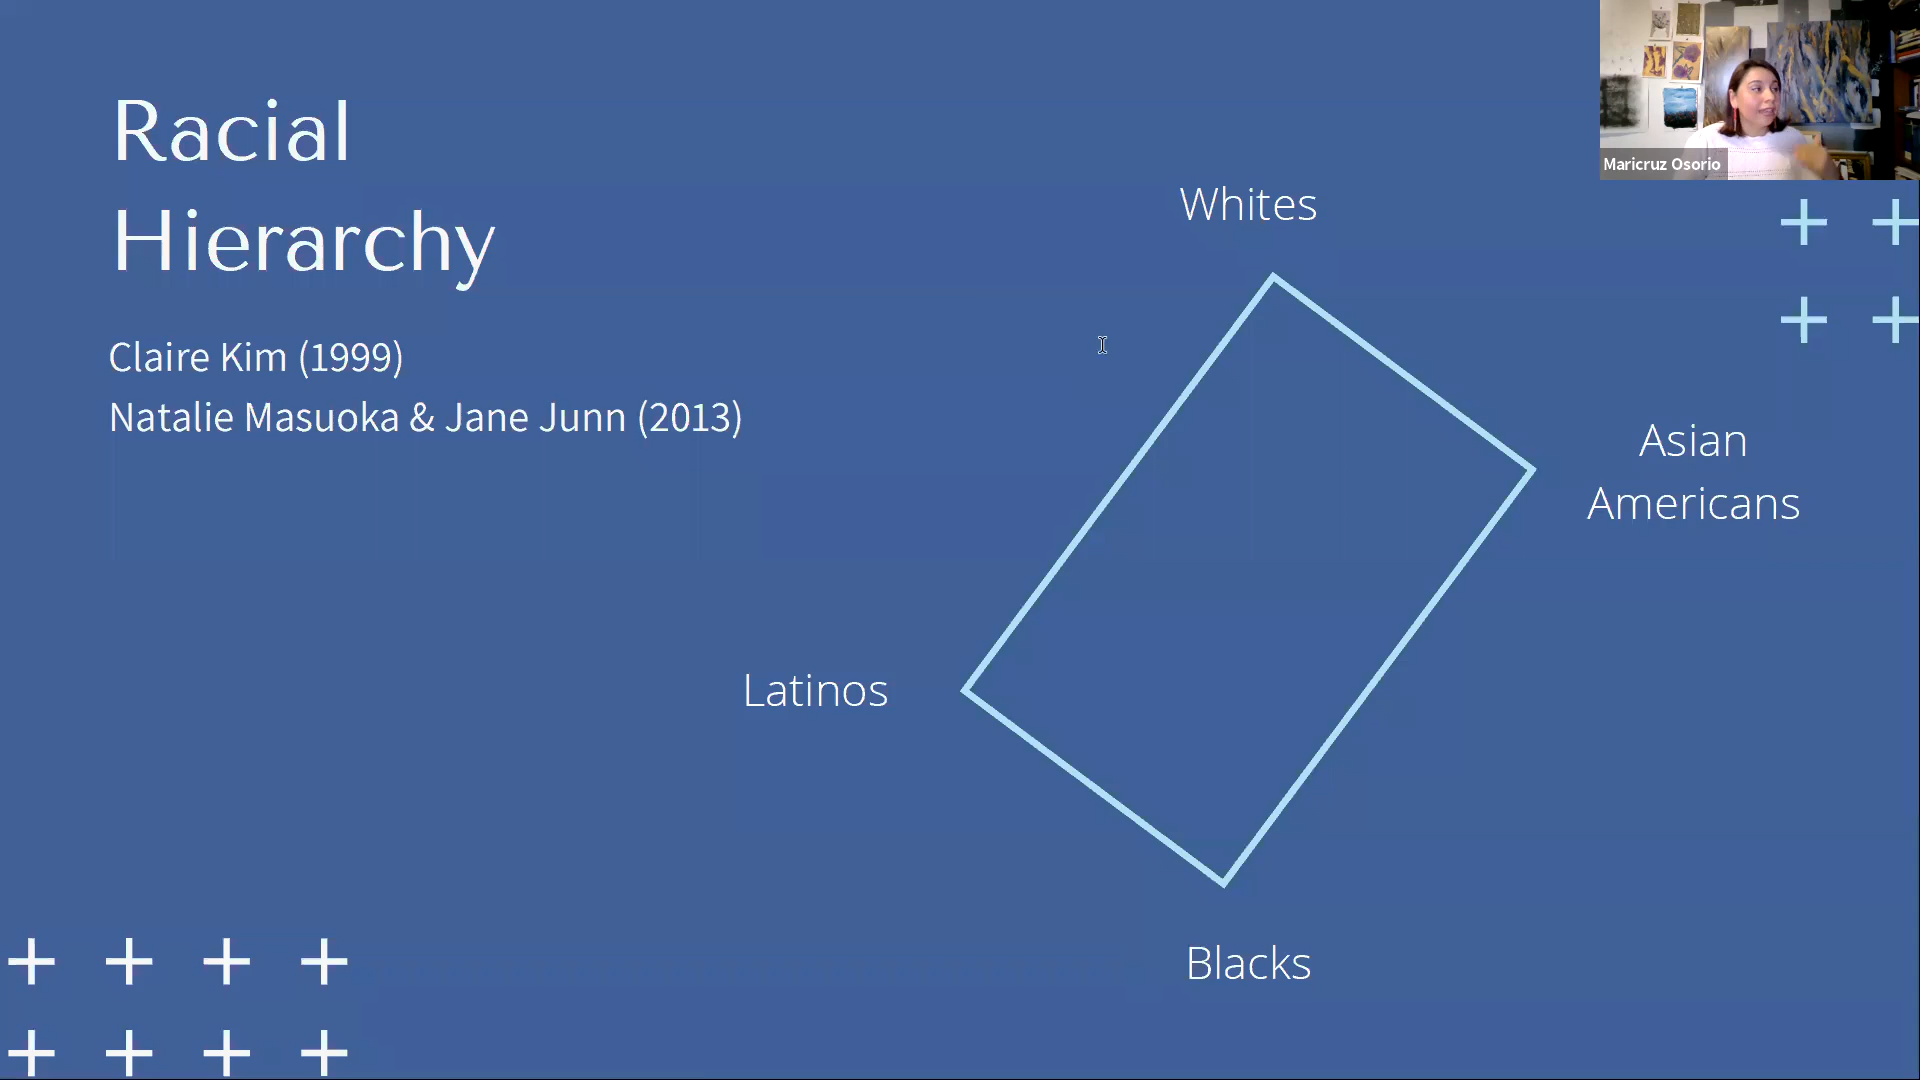 Racial
Hierarchy
Claire Kim (1999)
Natalie Masuoka & Jane Junn (2013)
Whites
Asian
Americans
Latinos
Blacks
Maricruz Osorio